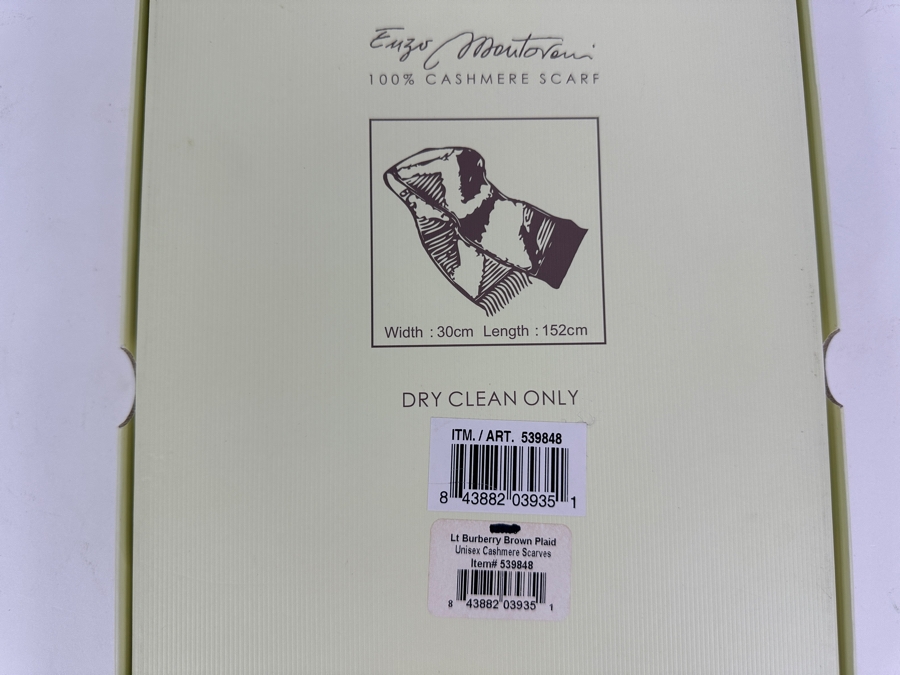 Enzo Mantovani
100% CASHMERE SCARF
Width : 30cm Length : 152cm
DRY CLEAN ONLY
ITM. / ART. 539848
8 43882 03935 1
Lt Burberry Brown Plaid
Unisex Cashmere Scarves
Item# 539848
8 43882 03935 1